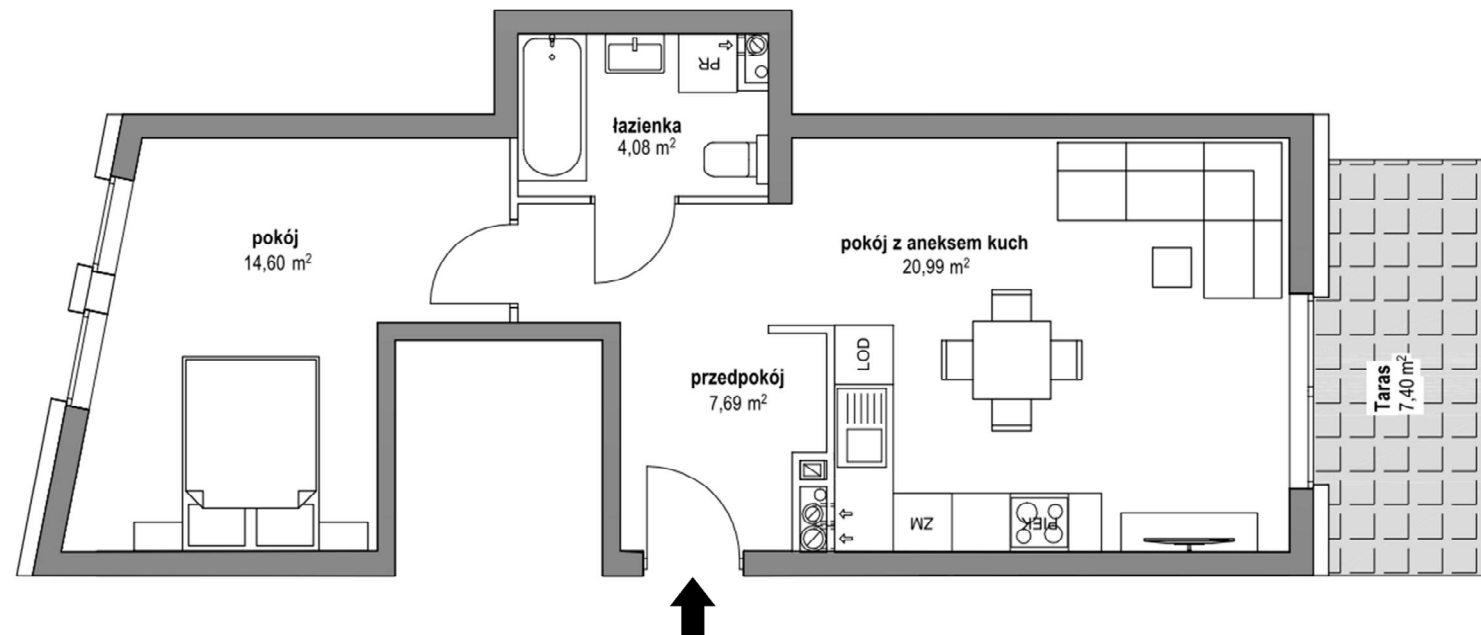 PR
łazienka
4,08 m²
pokój
14,60 m²
pokój z aneksem kuch
20,99 m²
LOD
przedpokój
7,69 m²
Taras
7,40 m²
ZM
PIEK